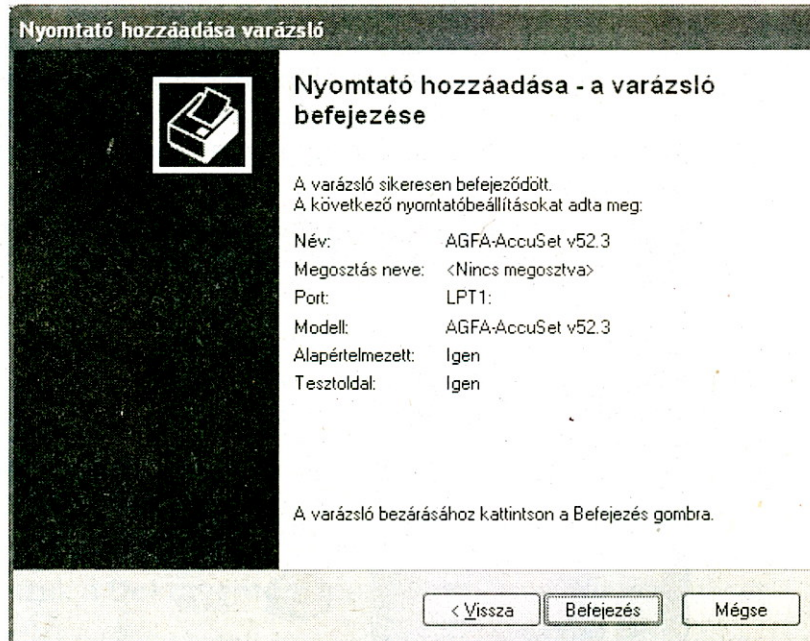 Nyomtató hozzáadása varázsló
Nyomtató hozzáadása - a varázsló
befejezése
A varázsló sikeresen befejeződött.
A következő nyomtatóbeállításokat adta meg:
Név: AGFA-AccuSet v52.3
Megosztás neve: <Nincs megosztva>
Port: LPT1:
Modell: AGFA-AccuSet v52.3
Alapértelmezett: Igen
Tesztoldal: Igen
A varázsló bezárásához kattintson a Befejezés gombra.
< Vissza Befejezés Mégse